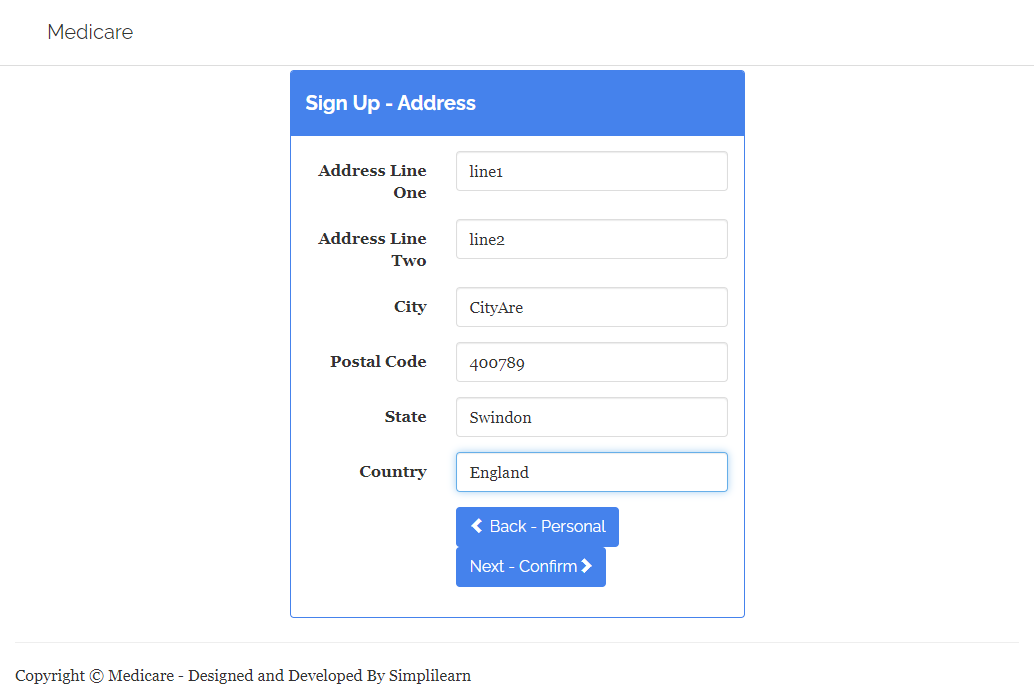 Medicare
Sign Up - Address
Address Line One
line1
Address Line Two
line2
City
CityAre
Postal Code
400789
State
Swindon
Country
England
Back - Personal
Next - Confirm
Copyright © Medicare - Designed and Developed By Simplilearn